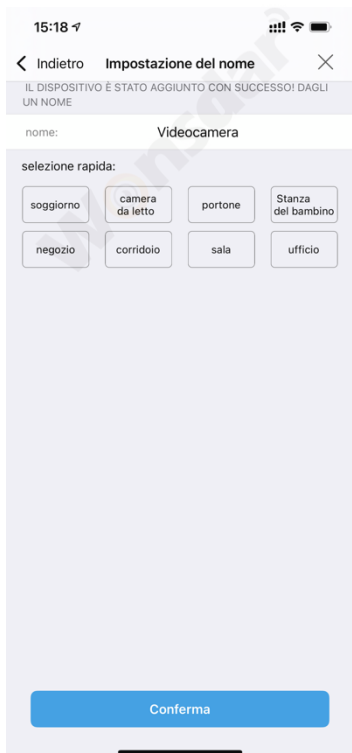 15:18
Indietro Impostazione del nome
IL DISPOSITIVO È STATO AGGIUNTO CON SUCCESSO! DAGLI
UN NOME
nome: Videocamera
selezione rapida:
soggiorno camera da letto portone Stanza del bambino
negozio corridoio sala ufficio
Conferma
Wonsdar